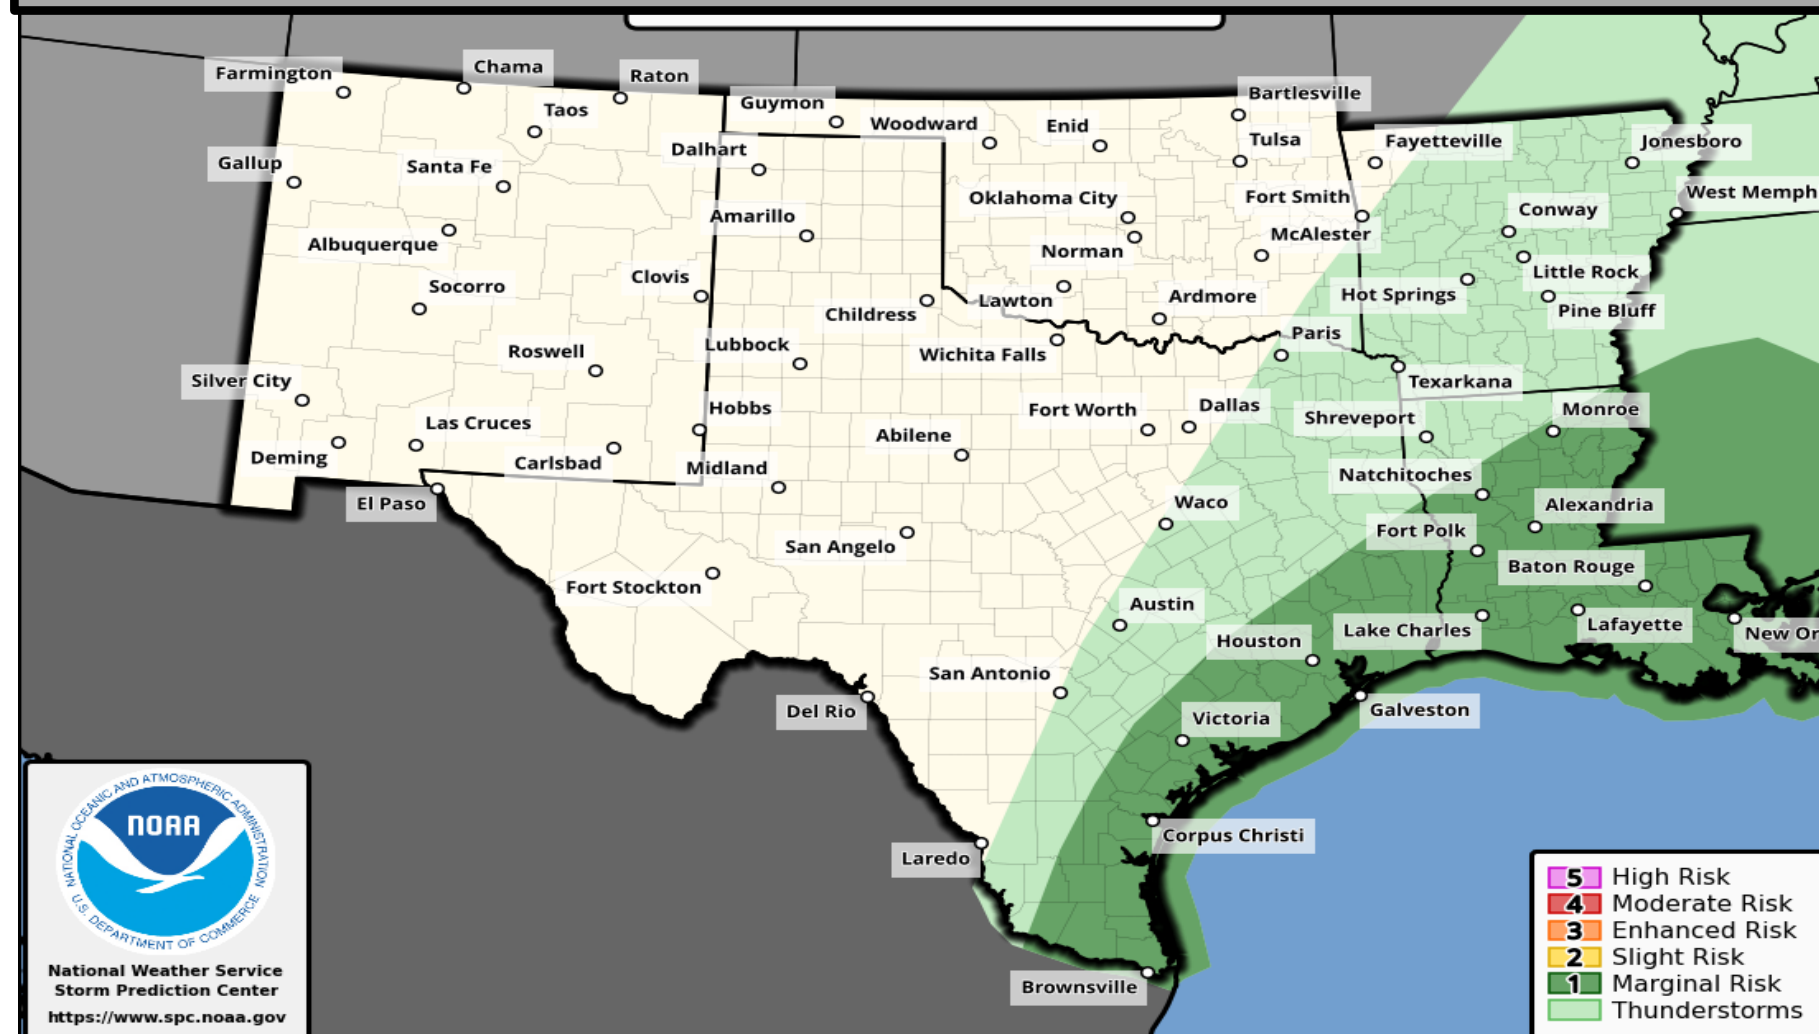 Farmington
Chama
Raton
Taos
Guymon
Woodward
Enid
Bartlesville
Tulsa
Fayetteville
Jonesboro
Gallup
Santa Fe
Dalhart
Oklahoma City
Fort Smith
Conway
West Memph
Albuquerque
Amarillo
Norman
McAlester
Socorro
Clovis
Childress
Lawton
Ardmore
Hot Springs
Little Rock
Pine Bluff
Roswell
Lubbock
Wichita Falls
Paris
Silver City
Las Cruces
Hobbs
Fort Worth
Dallas
Texarkana
Shreveport
Monroe
Deming
Carlsbad
Midland
Abilene
Natchitoches
El Paso
San Angelo
Waco
Fort Polk
Alexandria
Fort Stockton
Austin
Baton Rouge
Houston
Lake Charles
Lafayette
New Or
San Antonio
Del Rio
Victoria
Galveston
Laredo
Corpus Christi
Brownsville
NATIONAL OCEANIC AND ATMOSPHERIC ADMINISTRATION
NOAA
U.S. DEPARTMENT OF COMMERCE
National Weather Service
Storm Prediction Center
https://www.spc.noaa.gov
5 High Risk
4 Moderate Risk
3 Enhanced Risk
2 Slight Risk
1 Marginal Risk
Thunderstorms